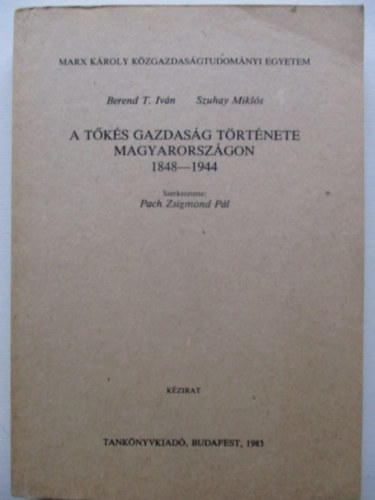 MARX KÁROLY KÖZGAZDASÁGTUDOMÁNYI EGYETEM
Berend T. Iván Szuhay Miklós
A TŐKÉS GAZDASÁG TÖRTÉNETE
MAGYARORSZÁGON
1848—1944
Szerkesztette:
Pach Zsigmond Pál
KÉZIRAT
TANKÖNYVKIADÓ, BUDAPEST, 1983